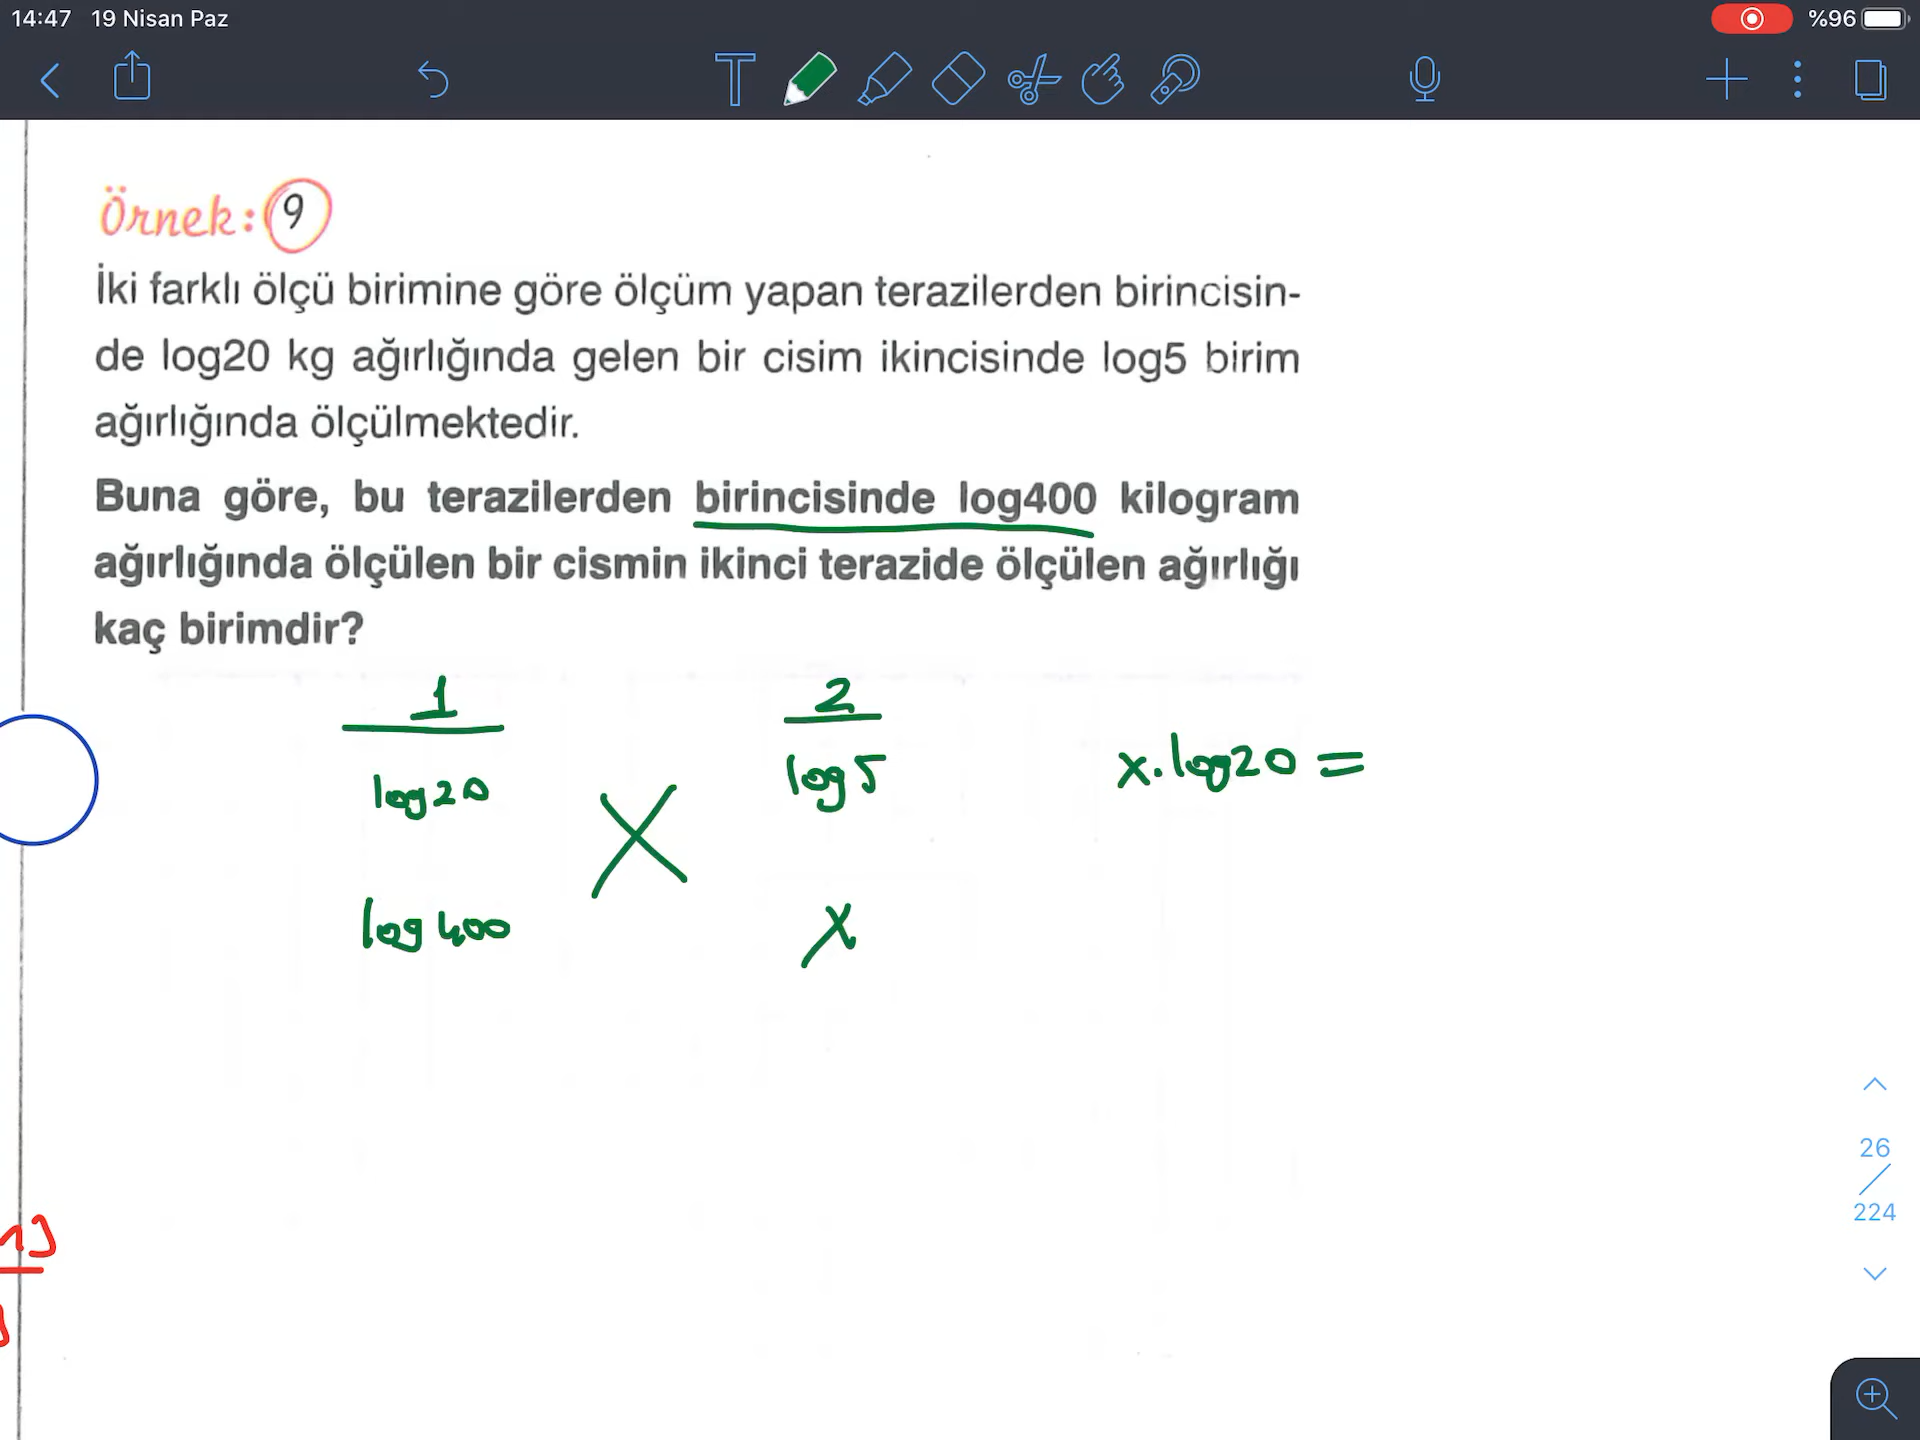 14:47 19 Nisan Paz %96
Örnek: 9
İki farklı ölçü birimine göre ölçüm yapan terazilerden birincisin-
de log20 kg ağırlığında gelen bir cisim ikincisinde log5 birim
ağırlığında ölçülmektedir.
Buna göre, bu terazilerden birincisinde log400 kilogram
ağırlığında ölçülen bir cismin ikinci terazide ölçülen ağırlığı
kaç birimdir?
1 2
log20 log5 x.log20 =
log400 x
26
224